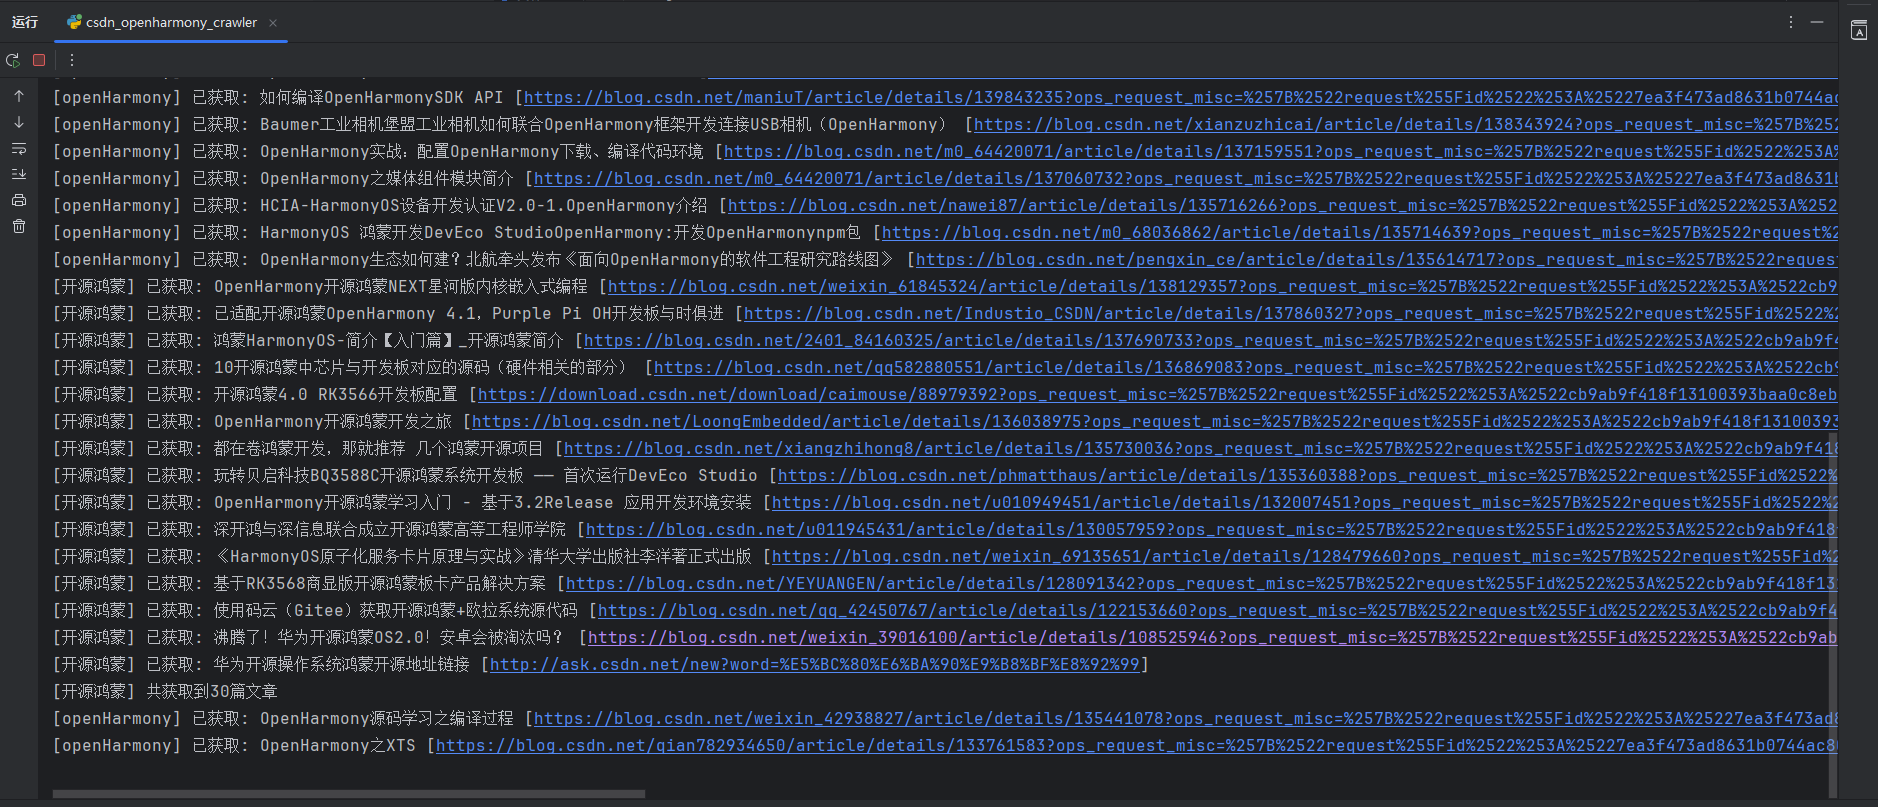 运行 csdn_openharmony_crawler
[openHarmony] 已获取: 如何编译OpenHarmonySDK API [https://blog.csdn.net/maniuT/article/details/139843235?ops_request_misc=%257B%2522request%255Fid%2522%253A%25227ea3f473ad8631b0744ac
[openHarmony] 已获取: Baumer工业相机堡盟工业相机如何联合OpenHarmony框架开发连接USB相机（OpenHarmony） [https://blog.csdn.net/xianzuzhicai/article/details/138343924?ops_request_misc=%257B%252
[openHarmony] 已获取: OpenHarmony实战：配置OpenHarmony下载、编译代码环境 [https://blog.csdn.net/m0_64420071/article/details/137159551?ops_request_misc=%257B%2522request%255Fid%2522%253A%
[openHarmony] 已获取: OpenHarmony之媒体组件模块简介 [https://blog.csdn.net/m0_64420071/article/details/137060732?ops_request_misc=%257B%2522request%255Fid%2522%253A%25227ea3f473ad8631b
[openHarmony] 已获取: HCIA-HarmonyOS设备开发认证V2.0-1.OpenHarmony介绍 [https://blog.csdn.net/nawei87/article/details/135716266?ops_request_misc=%257B%2522request%255Fid%2522%253A%252
[openHarmony] 已获取: HarmonyOS 鸿蒙开发DevEco StudioOpenHarmony:开发OpenHarmonynpm包 [https://blog.csdn.net/m0_68036862/article/details/135714639?ops_request_misc=%257B%2522request%2
[openHarmony] 已获取: OpenHarmony生态如何建？北航牵头发布《面向OpenHarmony的软件工程研究路线图》 [https://blog.csdn.net/pengxin_ce/article/details/135614717?ops_request_misc=%257B%2522request
[开源鸿蒙] 已获取: OpenHarmony开源鸿蒙NEXT星河版内核嵌入式编程 [https://blog.csdn.net/weixin_61845324/article/details/138129357?ops_request_misc=%257B%2522request%255Fid%2522%253A%2522cb9
[开源鸿蒙] 已获取: 已适配开源鸿蒙OpenHarmony 4.1，Purple Pi OH开发板与时俱进 [https://blog.csdn.net/Industio_CSDN/article/details/137860327?ops_request_misc=%257B%2522request%255Fid%2522%2
[开源鸿蒙] 已获取: 鸿蒙HarmonyOS-简介【入门篇】_开源鸿蒙简介 [https://blog.csdn.net/2401_84160325/article/details/137690733?ops_request_misc=%257B%2522request%255Fid%2522%253A%2522cb9ab9f4
[开源鸿蒙] 已获取: 10开源鸿蒙中芯片与开发板对应的源码（硬件相关的部分） [https://blog.csdn.net/qq582880551/article/details/136869083?ops_request_misc=%257B%2522request%255Fid%2522%253A%2522cb9ab9f
[开源鸿蒙] 已获取: 开源鸿蒙4.0 RK3566开发板配置 [https://download.csdn.net/download/caimouse/88979392?ops_request_misc=%257B%2522request%255Fid%2522%253A%2522cb9ab9f418f13100393baa0c8eb
[开源鸿蒙] 已获取: OpenHarmony开源鸿蒙开发之旅 [https://blog.csdn.net/LoongEmbedded/article/details/136038975?ops_request_misc=%257B%2522request%255Fid%2522%253A%2522cb9ab9f418f13100393
[开源鸿蒙] 已获取: 都在卷鸿蒙开发，那就推荐 几个鸿蒙开源项目 [https://blog.csdn.net/xiangzhihong8/article/details/135730036?ops_request_misc=%257B%2522request%255Fid%2522%253A%2522cb9ab9f418
[开源鸿蒙] 已获取: 玩转贝启科技BQ3588C开源鸿蒙系统开发板 —— 首次运行DevEco Studio [https://blog.csdn.net/phmatthaus/article/details/135360388?ops_request_misc=%257B%2522request%255Fid%2522%
[开源鸿蒙] 已获取: OpenHarmony开源鸿蒙学习入门 - 基于3.2Release 应用开发环境安装 [https://blog.csdn.net/u010949451/article/details/132007451?ops_request_misc=%257B%2522request%255Fid%2522%2
[开源鸿蒙] 已获取: 深开鸿与深信息联合成立开源鸿蒙高等工程师学院 [https://blog.csdn.net/u011945431/article/details/130057959?ops_request_misc=%257B%2522request%255Fid%2522%253A%2522cb9ab9f418f
[开源鸿蒙] 已获取: 《HarmonyOS原子化服务卡片原理与实战》清华大学出版社李洋著正式出版 [https://blog.csdn.net/weixin_69135651/article/details/128479660?ops_request_misc=%257B%2522request%255Fid%2
[开源鸿蒙] 已获取: 基于RK3568商显版开源鸿蒙板卡产品解决方案 [https://blog.csdn.net/YEYUANGEN/article/details/128091342?ops_request_misc=%257B%2522request%255Fid%2522%253A%2522cb9ab9f418f13
[开源鸿蒙] 已获取: 使用码云（Gitee）获取开源鸿蒙+欧拉系统源代码 [https://blog.csdn.net/qq_42450767/article/details/122153660?ops_request_misc=%257B%2522request%255Fid%2522%253A%2522cb9ab9f4
[开源鸿蒙] 已获取: 沸腾了！华为开源鸿蒙OS2.0！安卓会被淘汰吗？ [https://blog.csdn.net/weixin_39016100/article/details/108525946?ops_request_misc=%257B%2522request%255Fid%2522%253A%2522cb9ab
[开源鸿蒙] 已获取: 华为开源操作系统鸿蒙开源地址链接 [http://ask.csdn.net/new?word=%E5%BC%80%E6%BA%90%E9%B8%BF%E8%92%99]
[开源鸿蒙] 共获取到30篇文章
[openHarmony] 已获取: OpenHarmony源码学习之编译过程 [https://blog.csdn.net/weixin_42938827/article/details/135441078?ops_request_misc=%257B%2522request%255Fid%2522%253A%25227ea3f473ad8
[openHarmony] 已获取: OpenHarmony之XTS [https://blog.csdn.net/qian782934650/article/details/133761583?ops_request_misc=%257B%2522request%255Fid%2522%253A%25227ea3f473ad8631b0744ac8